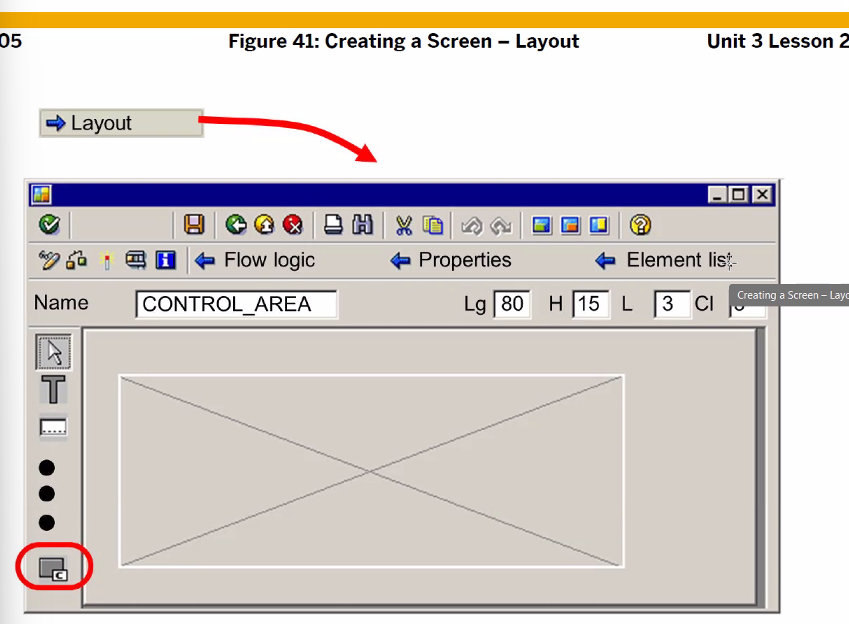 05 Figure 41: Creating a Screen – Layout Unit 3 Lesson 2
Layout
Flow logic Properties Element list
Creating a Screen – Layo
Name CONTROL_AREA Lg 80 H 15 L 3 Cl
T
C